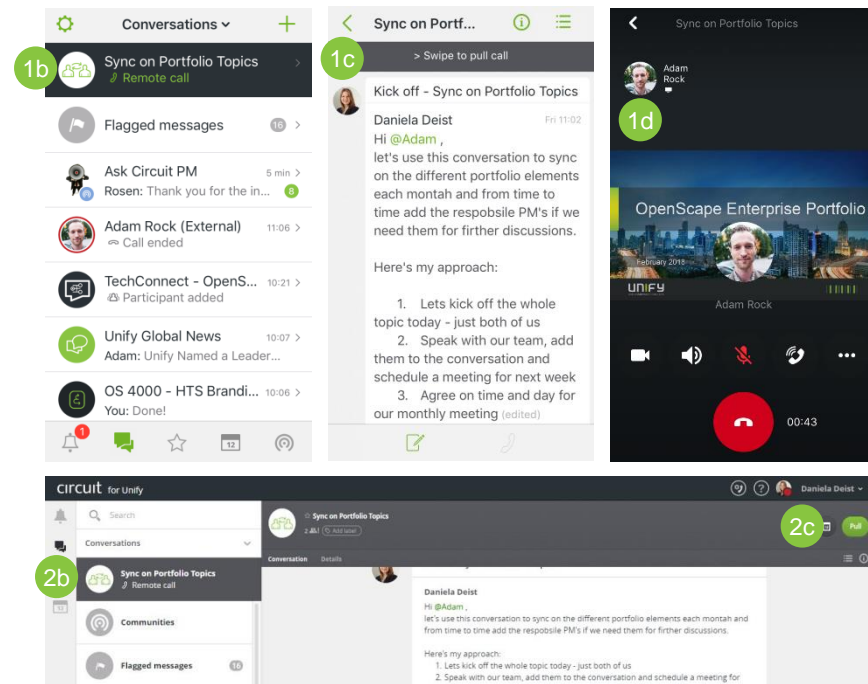 Conversations
1b
Sync on Portfolio Topics
Remote call
Flagged messages
16
Ask Circuit PM
5 min
Rosen: Thank you for the in...
8
Adam Rock (External)
11:06
Call ended
TechConnect - OpenS...
10:21
Participant added
Unify Global News
10:07
Adam: Unify Named a Leader...
OS 4000 - HTS Brandi...
10:06
You: Done!
1
12
Sync on Portf...
1c
> Swipe to pull call
Kick off - Sync on Portfolio Topics
Daniela Deist
Fri 11:02
Hi @Adam ,
let's use this conversation to sync
on the different portfolio elements
each montah and from time to
time add the respobsile PM's if we
need them for firther discussions.
Here's my approach:
1. Lets kick off the whole
topic today - just both of us
2. Speak with our team, add
them to the conversation and
schedule a meeting for next week
3. Agree on time and day for
our monthly meeting (edited)
Sync on Portfolio Topics
Adam
Rock
1d
OpenScape Enterprise Portfolio
February 2018
UNIFY
Adam Rock
00:43
circuit for Unify
Daniela Deist
Search
Conversations
2b
Sync on Portfolio Topics
Remote call
Communities
Flagged messages
16
Sync on Portfolio Topics
2
Add label
2c
Pull
Conversation
Details
Daniela Deist
Hi @Adam ,
let's use this conversation to sync on the different portfolio elements each montah and
from time to time add the respobsile PM's if we need them for firther discussions.
Here's my approach:
1. Lets kick off the whole topic today - just both of us
2. Speak with our team, add them to the conversation and schedule a meeting for